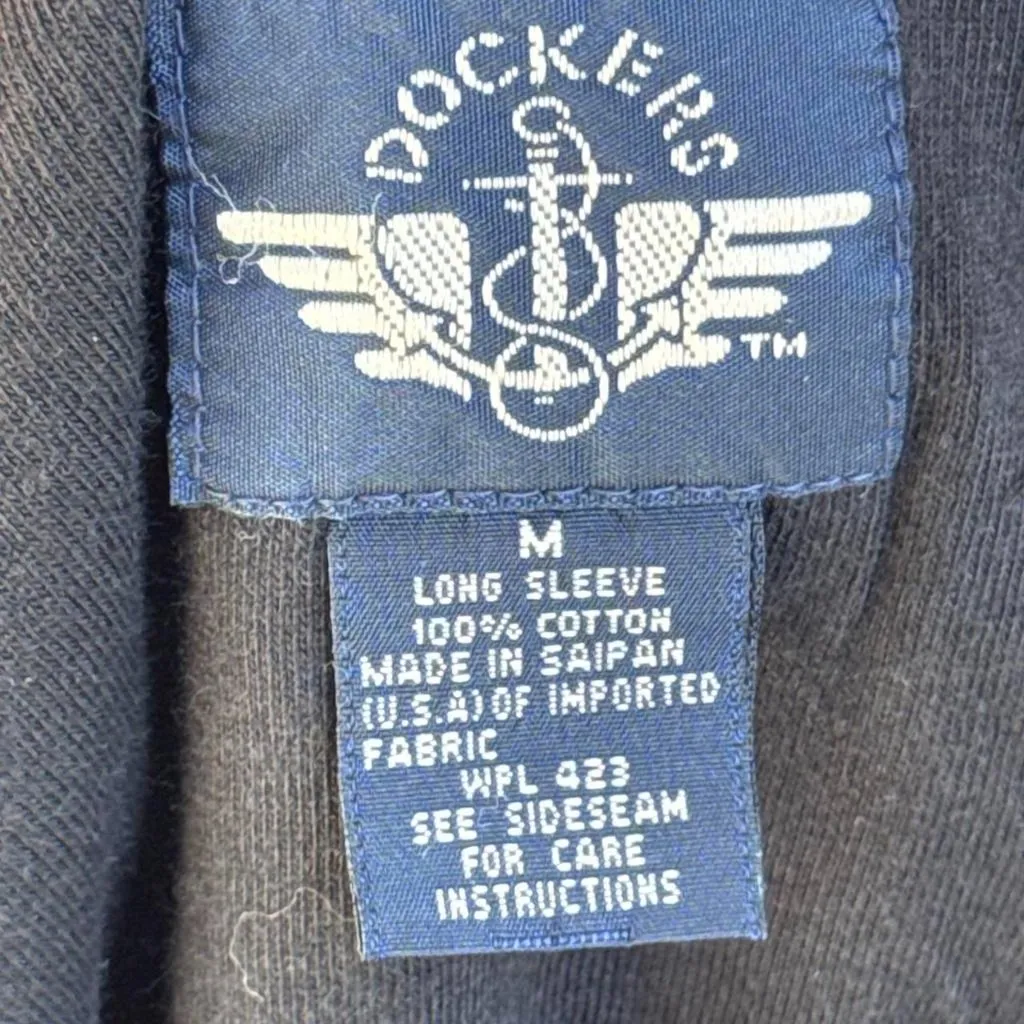 DOCKERS
TM
M
LONG SLEEVE
100% COTTON
MADE IN SAIPAN
(U.S.A) OF IMPORTED
FABRIC
WPL 423
SEE SIDESEAM
FOR CARE
INSTRUCTIONS